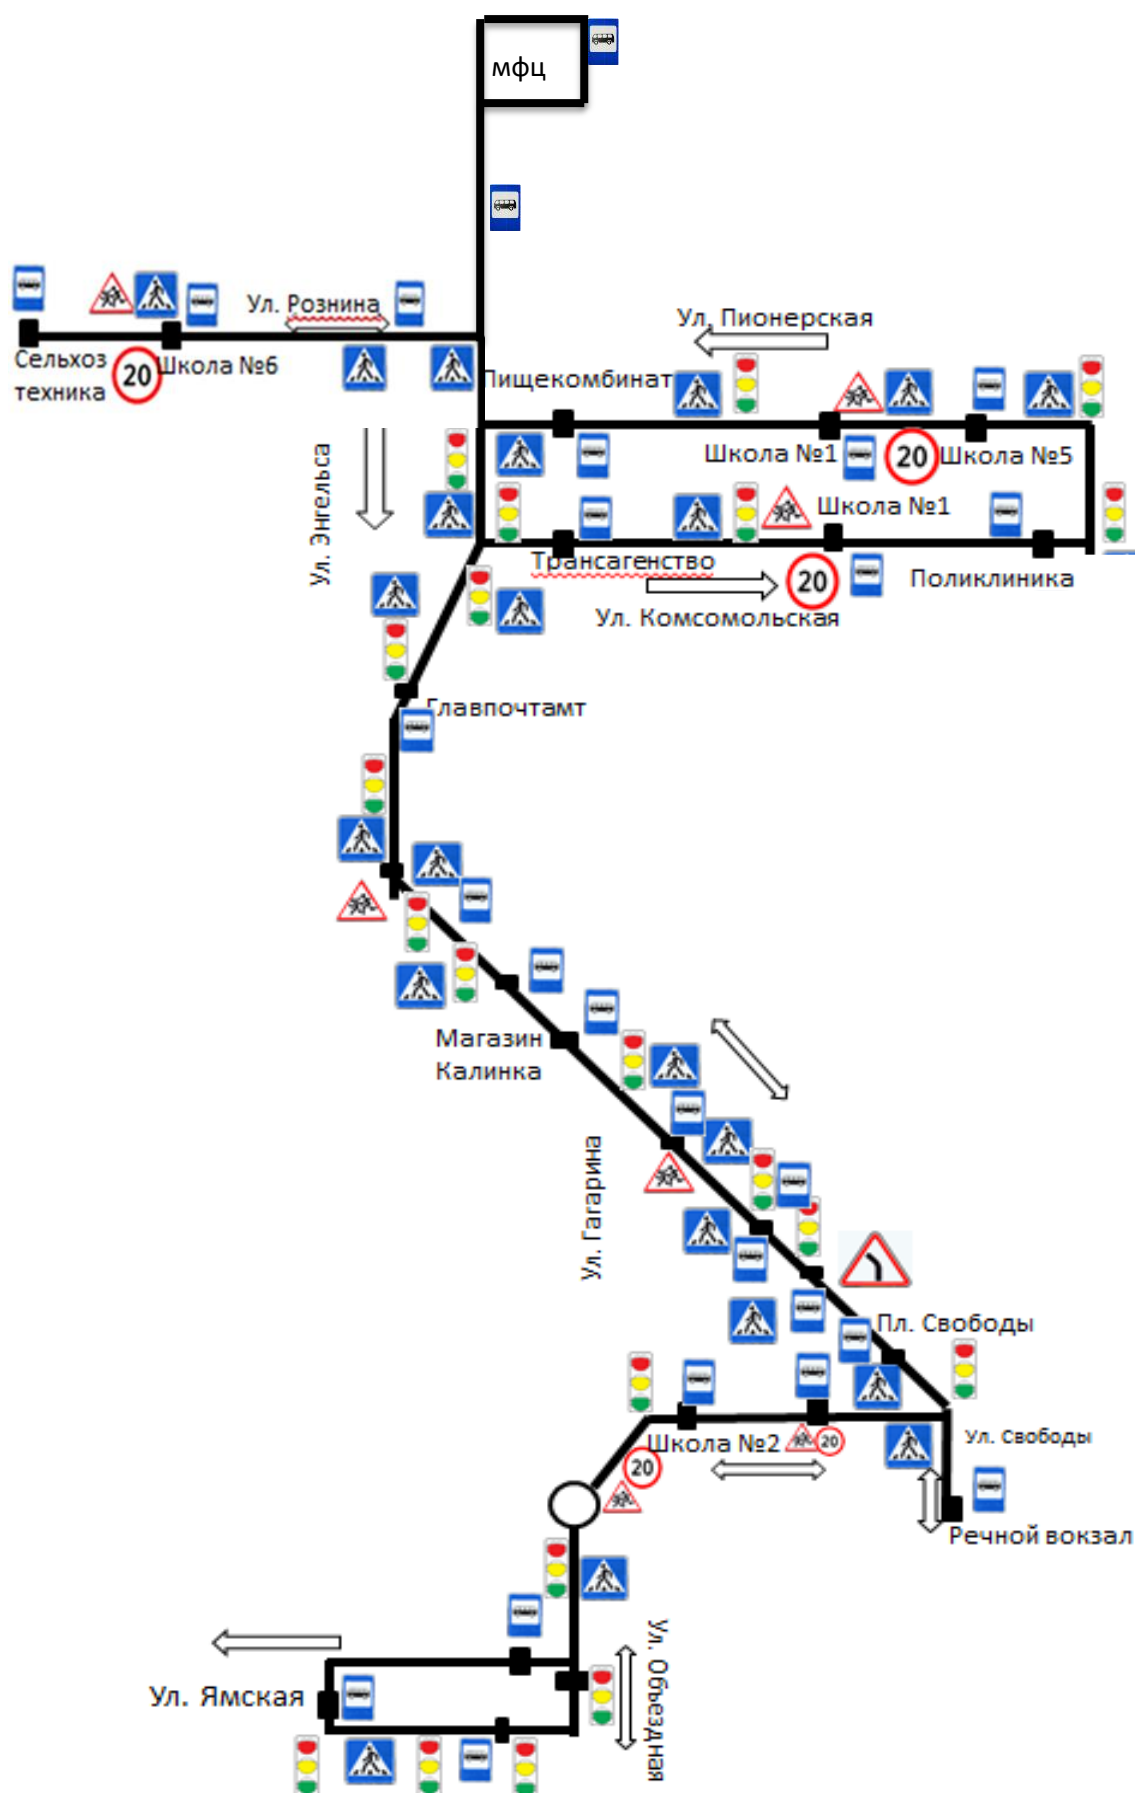 мфц
Ул. Рознина
Ул. Пионерская
Сельхоз
техника
20
Школа №6
Пищекомбинат
Школа №1
20
Школа №5
Ул. Энгельса
Школа №1
Трансагенство
20
Поликлиника
Ул. Комсомольская
Главпочтамт
Магазин
Калинка
Ул. Гагарина
Пл. Свободы
Школа №2
20
Ул. Свободы
20
Речной вокзал
Ул. Объездная
Ул. Ямская